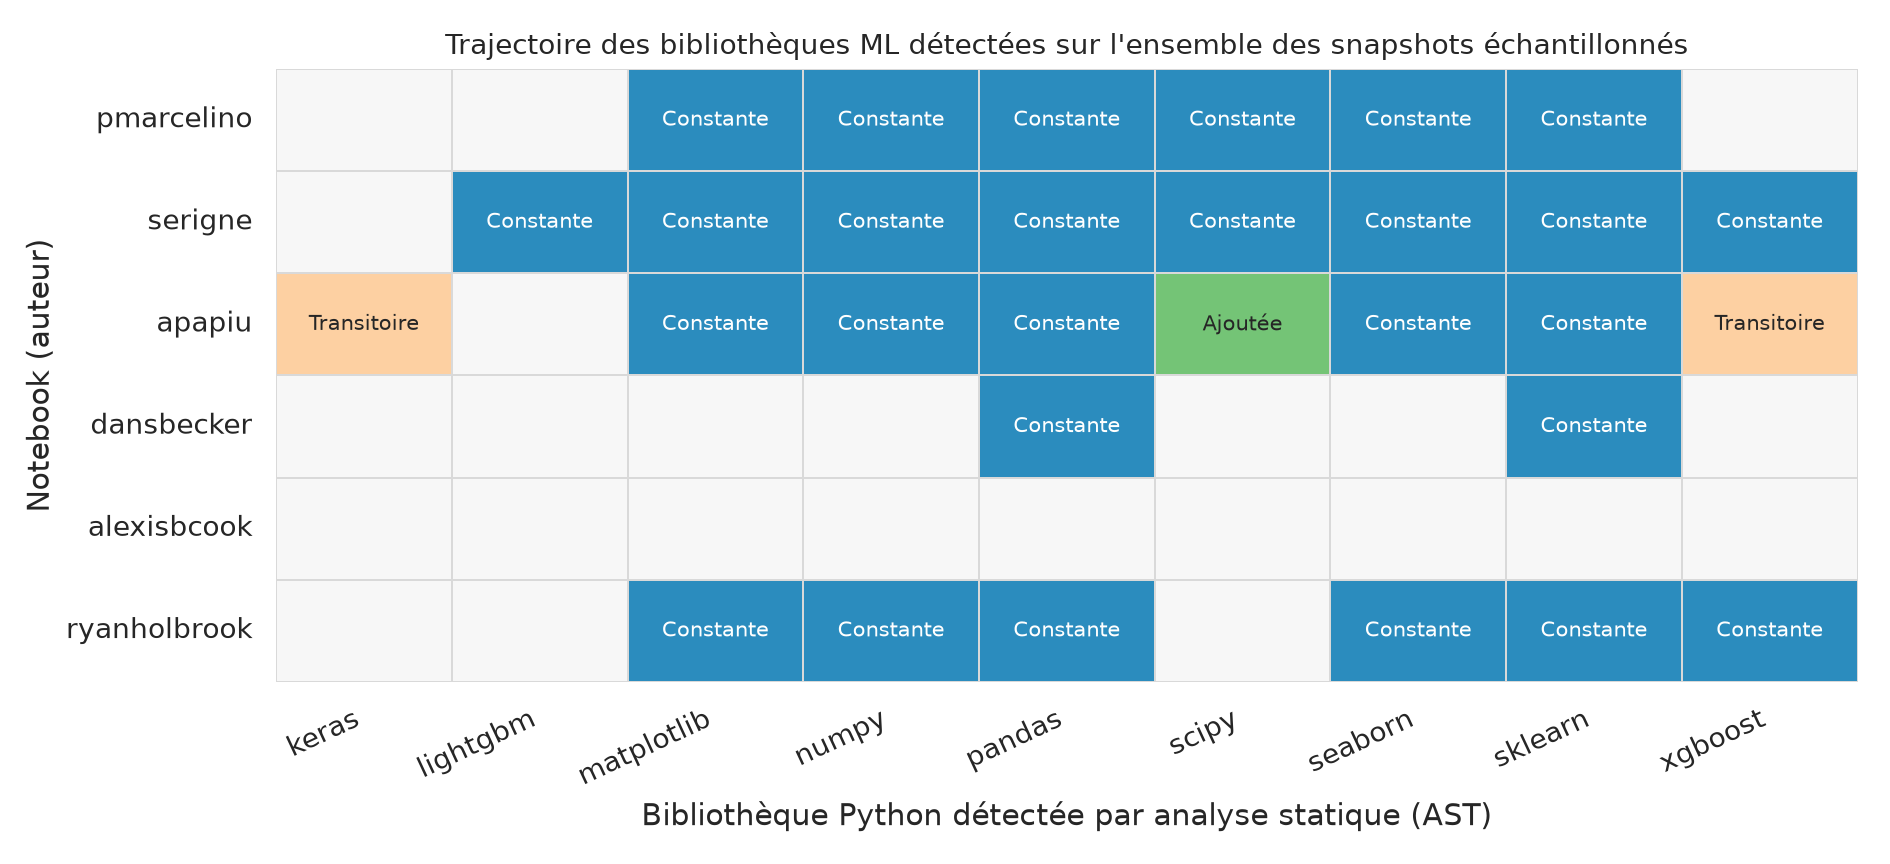 Trajectoire des bibliothèques ML détectées sur l'ensemble des snapshots échantillonnés
Notebook (auteur)
pmarcelino Constante Constante Constante Constante Constante Constante
serigne Constante Constante Constante Constante Constante Constante Constante Constante
apapiu Transitoire Constante Constante Constante Ajoutée Constante Constante Transitoire
dansbecker Constante Constante
alexisbcook
ryanholbrook Constante Constante Constante Constante Constante Constante
keras lightgbm matplotlib numpy pandas scipy seaborn sklearn xgboost
Bibliothèque Python détectée par analyse statique (AST)